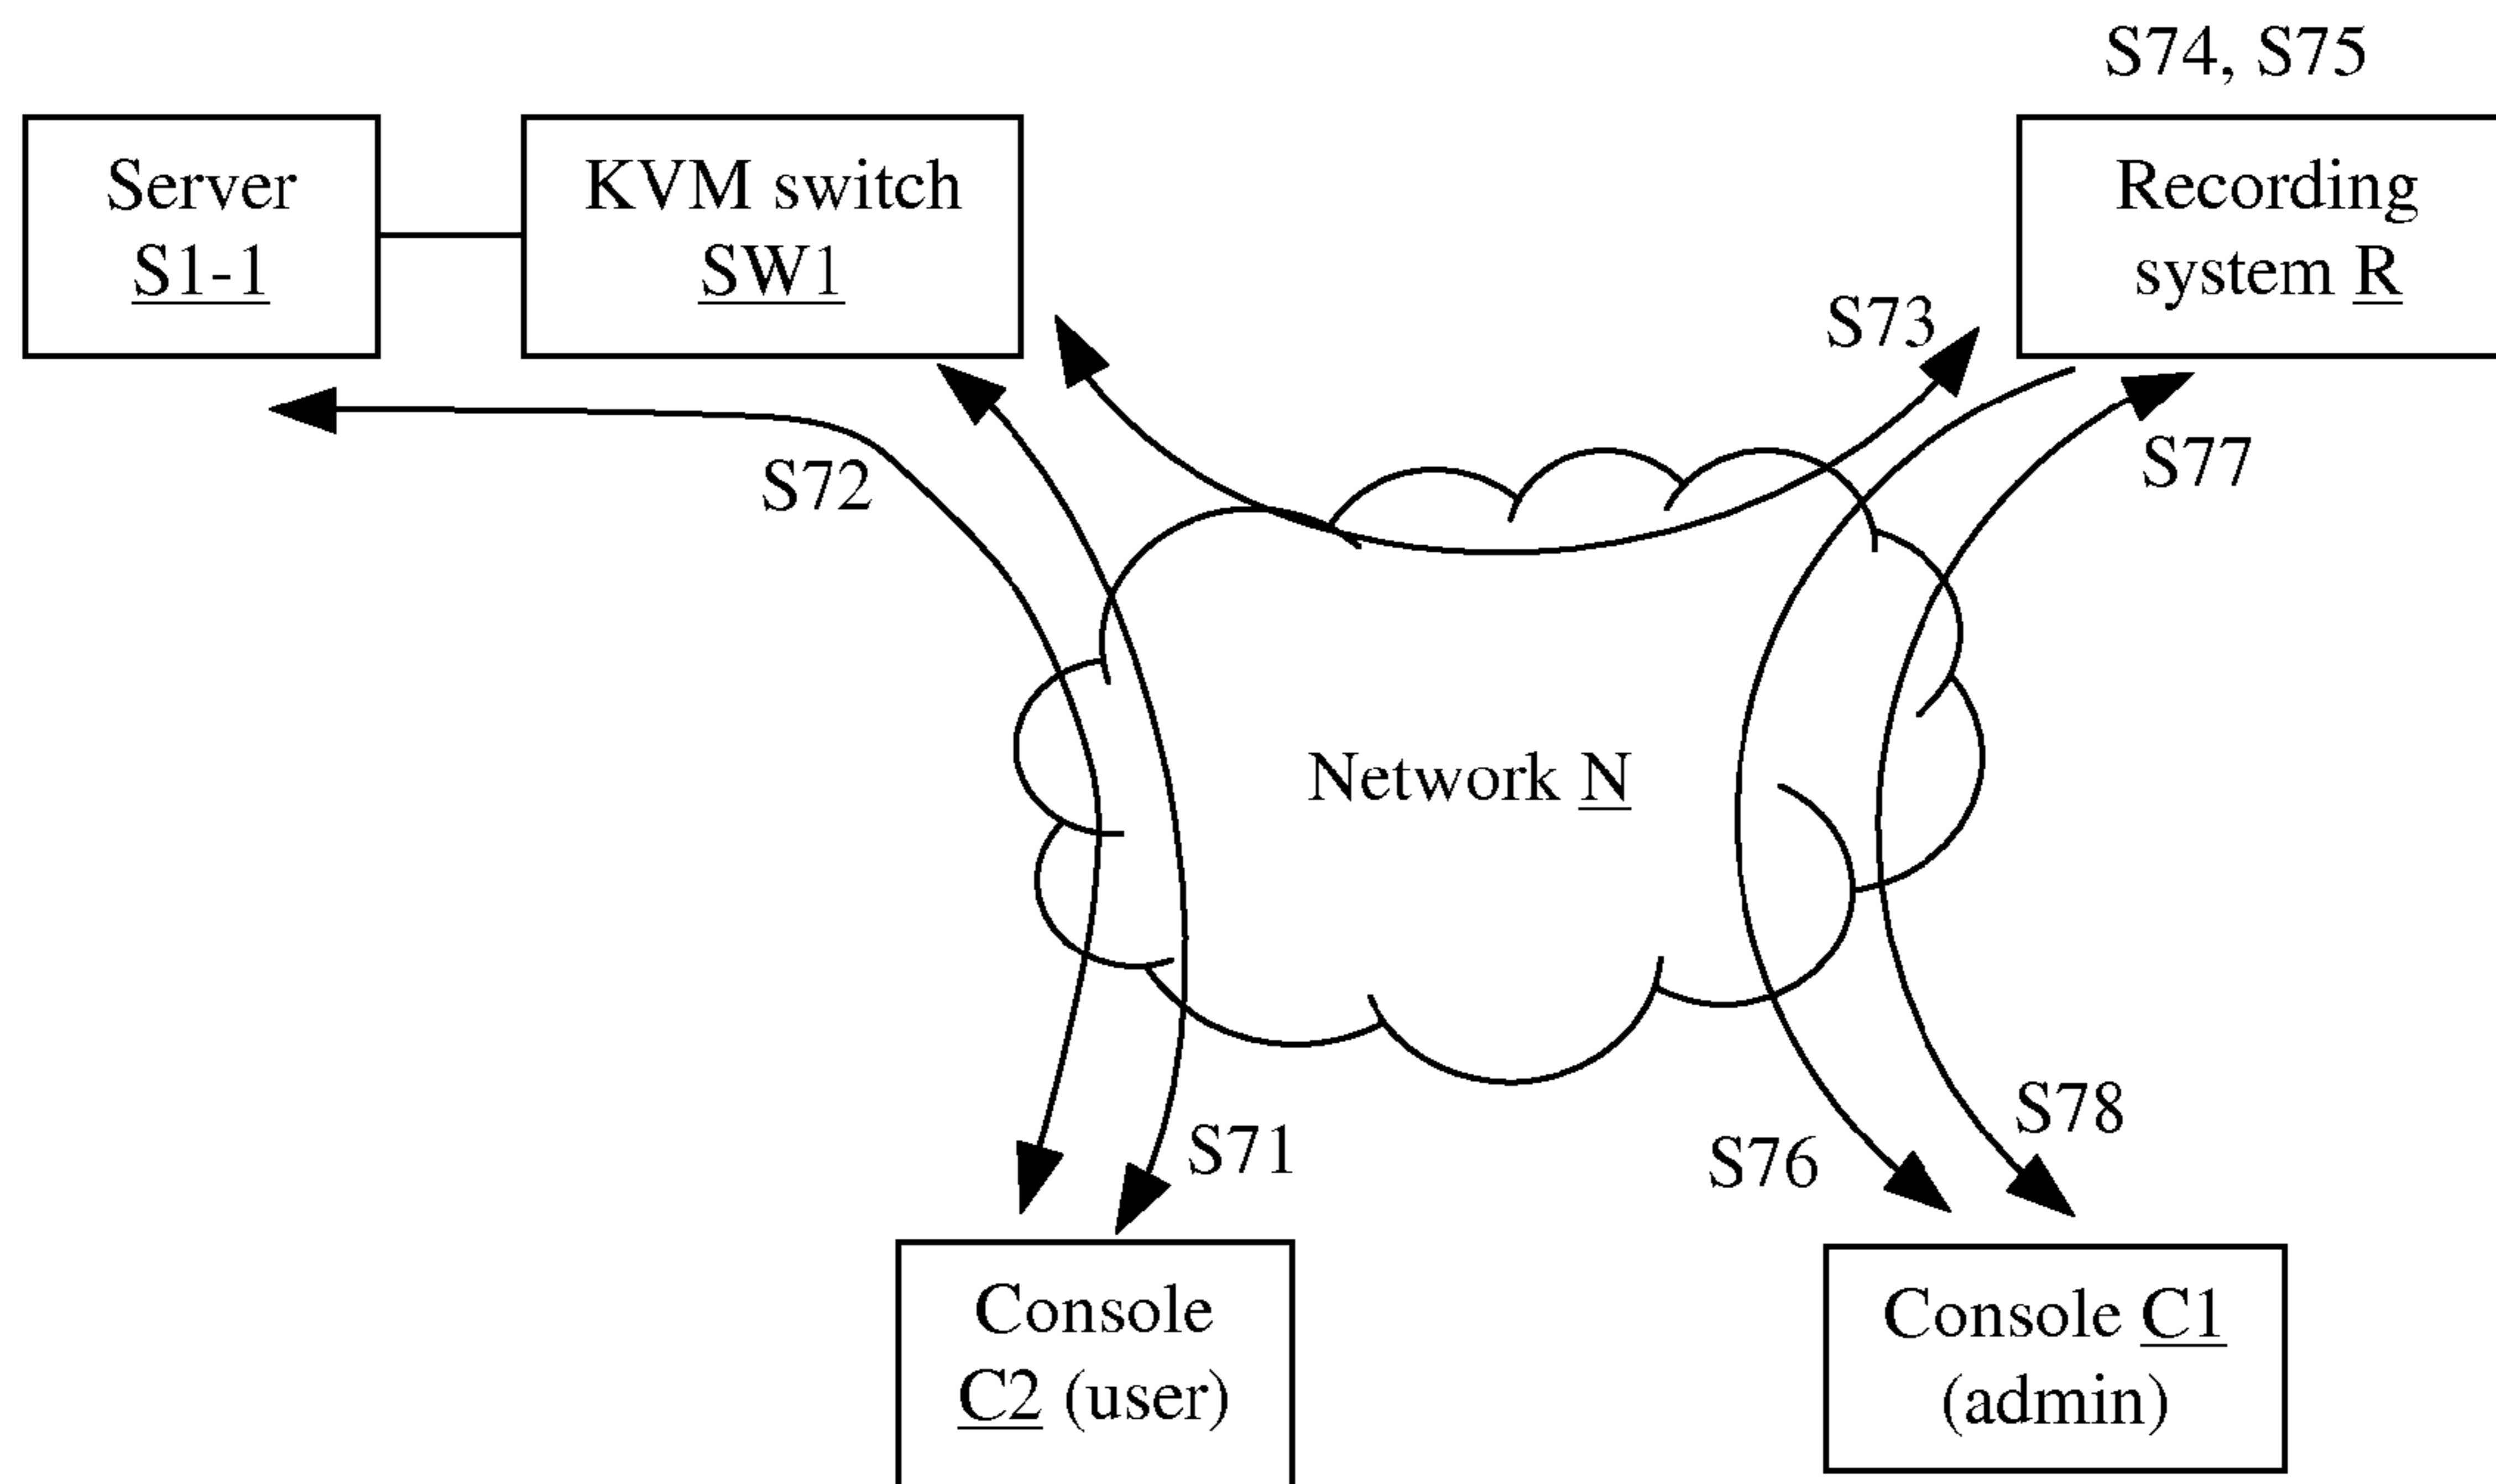 S74, S75
Server
S1-1
KVM switch
SW1
Recording
system R
S73
S72
S77
Network N
S78
S71
S76
Console
C2 (user)
Console C1
(admin)